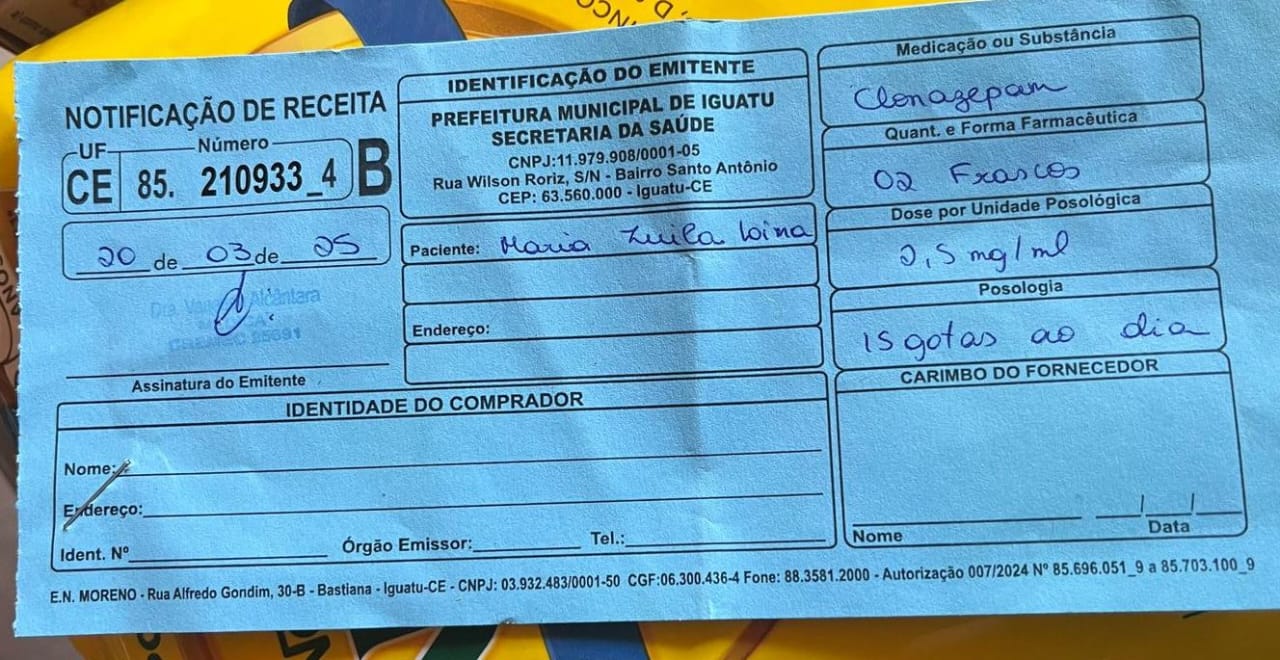 NOTIFICAÇÃO DE RECEITA
UF Número
CE 85. 210933_4 B
20 de 03 de 25
Dra. Alcântara
Assinatura do Emitente
IDENTIFICAÇÃO DO EMITENTE
PREFEITURA MUNICIPAL DE IGUATU
SECRETARIA DA SAÚDE
CNPJ:11.979.908/0001-05
Rua Wilson Roriz, S/N - Bairro Santo Antônio
CEP: 63.560.000 - Iguatu-CE
Paciente: Maria Zuila
Endereço:
Medicação ou Substância
Clonazepam
Quant. e Forma Farmacêutica
02 Frascos
Dose por Unidade Posológica
2,5 mg/ml
Posologia
15 gotas ao dia
IDENTIDADE DO COMPRADOR
Nome:
Endereço:
Ident. Nº Órgão Emissor: Tel.:
CARIMBO DO FORNECEDOR
Nome
Data
E.N. MORENO - Rua Alfredo Gondim, 30-B - Bastiana - Iguatu-CE - CNPJ: 03.932.483/0001-50 CGF:06.300.436-4 Fone: 88.3581.2000 - Autorização 007/2024 Nº 85.696.051_9 a 85.703.100_9